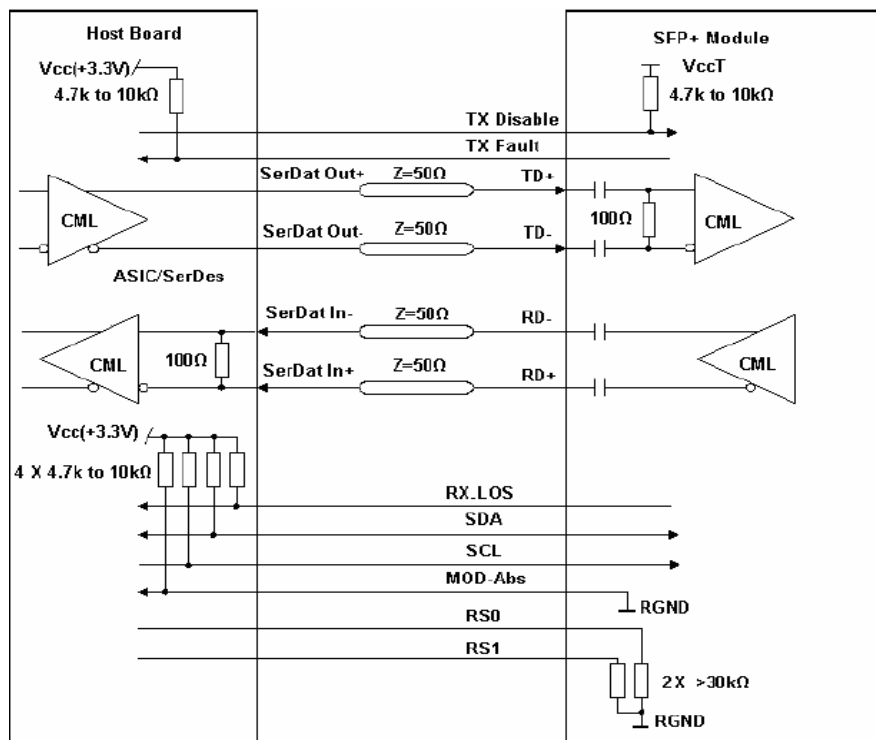 Host Board
SFP+ Module
Vcc(+3.3V)
4.7k to 10kΩ
VccT
4.7k to 10kΩ
TX Disable
TX Fault
SerDat Out+
Z=50Ω
TD+
CML
100Ω
CML
SerDat Out-
Z=50Ω
TD-
ASIC/SerDes
SerDat In-
Z=50Ω
RD-
CML
100Ω
CML
SerDat In+
Z=50Ω
RD+
Vcc(+3.3V)
4 X 4.7k to 10kΩ
RX_LOS
SDA
SCL
MOD-Abs
RGND
RS0
RS1
2X >30kΩ
RGND